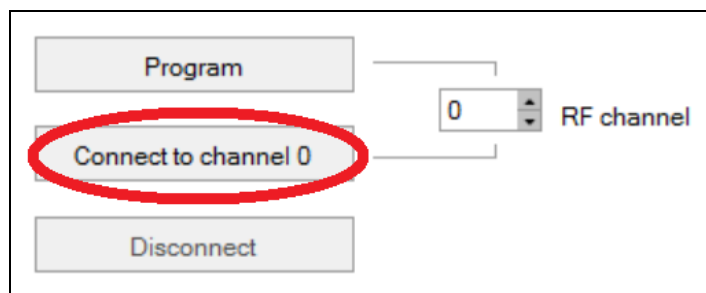 Program
0
RF channel
Connect to channel 0
Disconnect